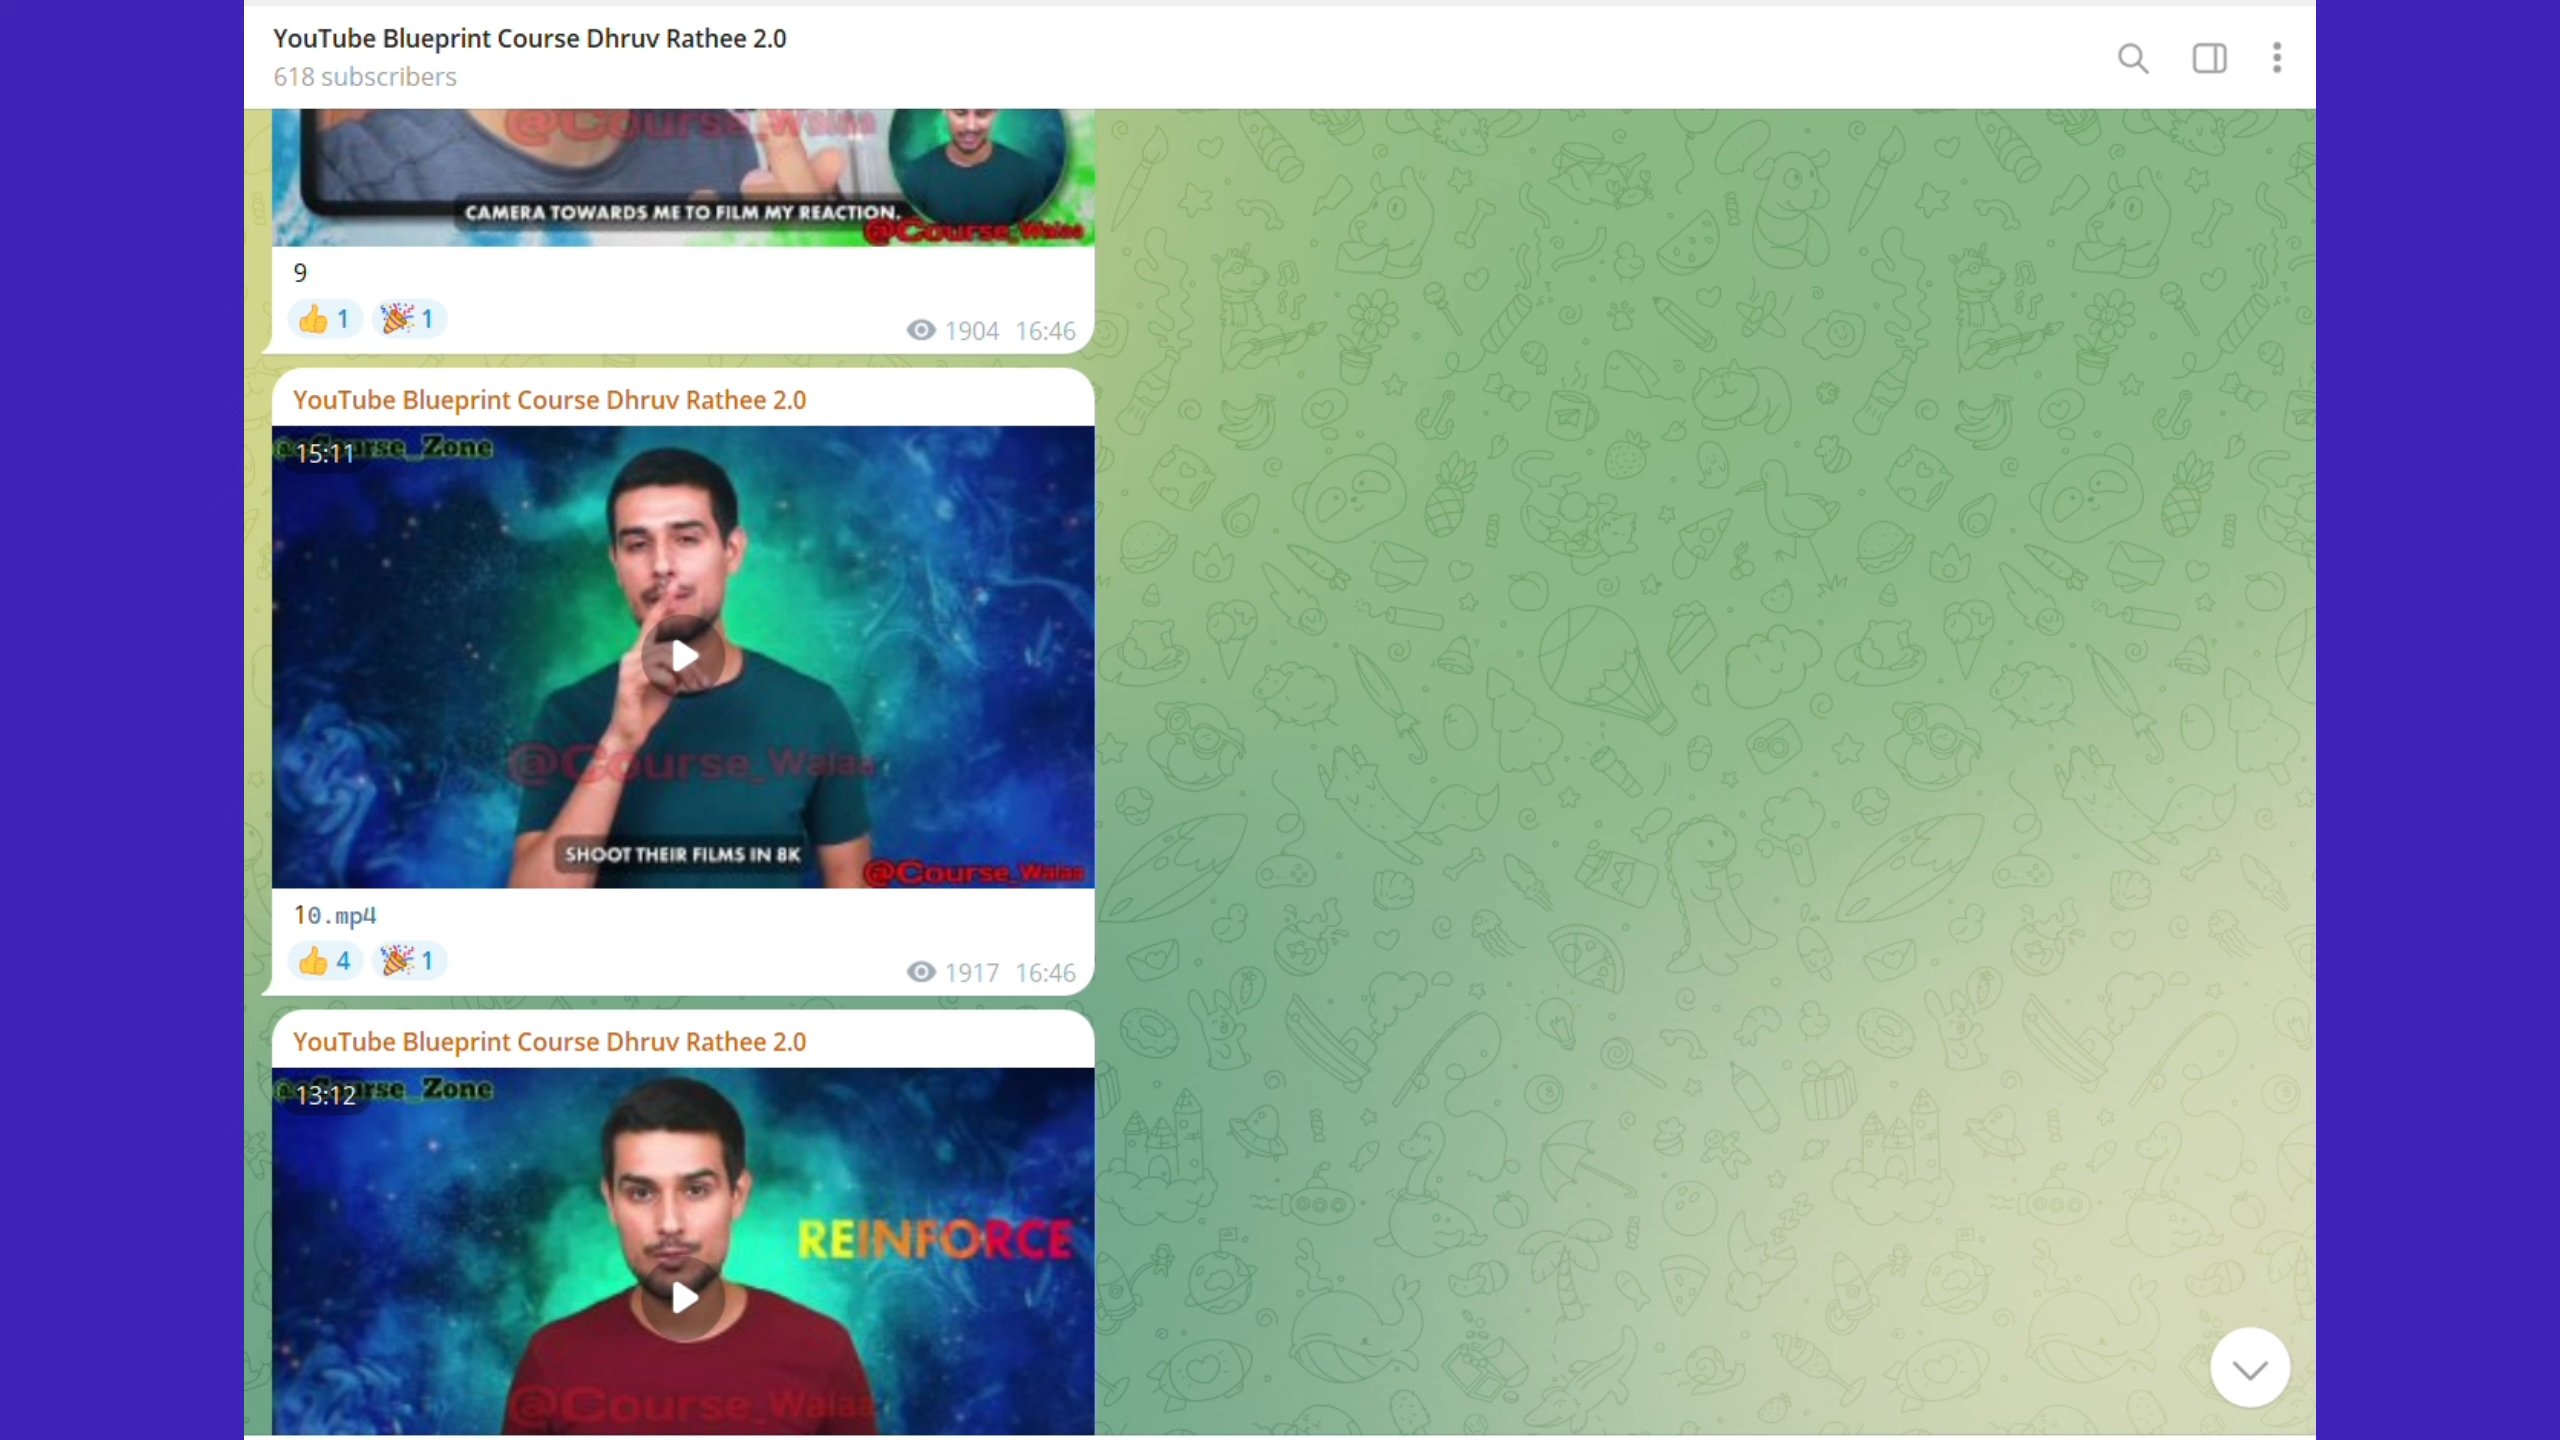 YouTube Blueprint Course Dhruv Rathee 2.0
618 subscribers
@Course_Walaa
CAMERA TOWARDS ME TO FILM MY REACTION.
@Course_Walaa
9
👍 1 🎉 1
1904 16:46
YouTube Blueprint Course Dhruv Rathee 2.0
15:11
Zone
@Course_Walaa
SHOOT THEIR FILMS IN 8K
@Course_Walaa
10.mp4
👍 4 🎉 1
1917 16:46
YouTube Blueprint Course Dhruv Rathee 2.0
13:12
Zone
REINFORCE
@Course_Walaa